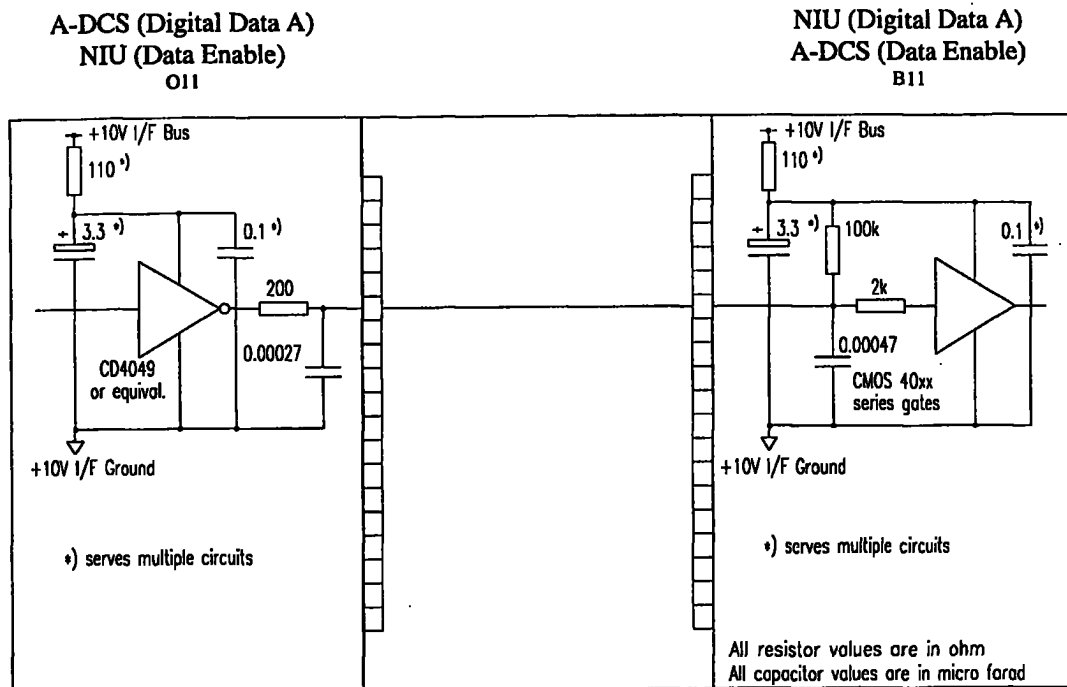 A-DCS (Digital Data A)
NIU (Data Enable)
O11
NIU (Digital Data A)
A-DCS (Data Enable)
B11
+10V I/F Bus
110 *)
+ 3.3 *)
0.1 *)
200
0.00027
CD4049
or equival.
+10V I/F Ground
*) serves multiple circuits
+10V I/F Bus
110 *)
+ 3.3 *)
100k
0.1 *)
2k
0.00047
CMOS 40xx
series gates
+10V I/F Ground
*) serves multiple circuits
All resistor values are in ohm
All capacitor values are in micro farad